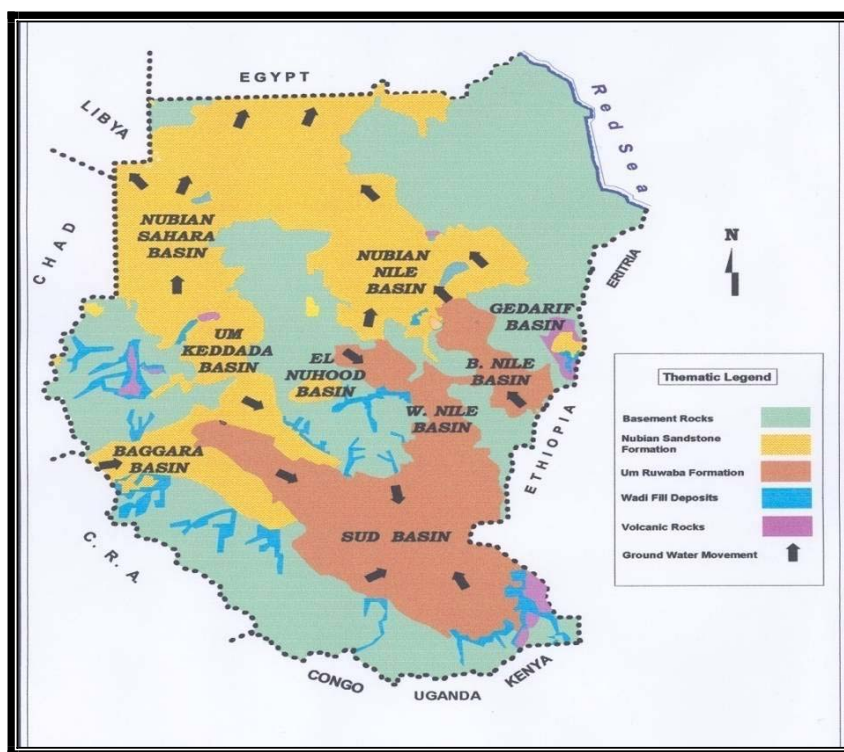 EGYPT
LIBYA
Red Sea
CHAD
NUBIAN
SAHARA
BASIN
NUBIAN
NILE
BASIN
N
ERITRIA
GEDARIF
BASIN
UM
KEDDADA
BASIN
EL
NUHOOD
BASIN
B. NILE
BASIN
W. NILE
BASIN
ETHIOPIA
BAGGARA
BASIN
SUD BASIN
C. R. A.
CONGO
UGANDA
KENYA
Thematic Legend
Basement Rocks
Nubian Sandstone
Formation
Um Ruwaba Formation
Wadi Fill Deposits
Volcanic Rocks
Ground Water Movement